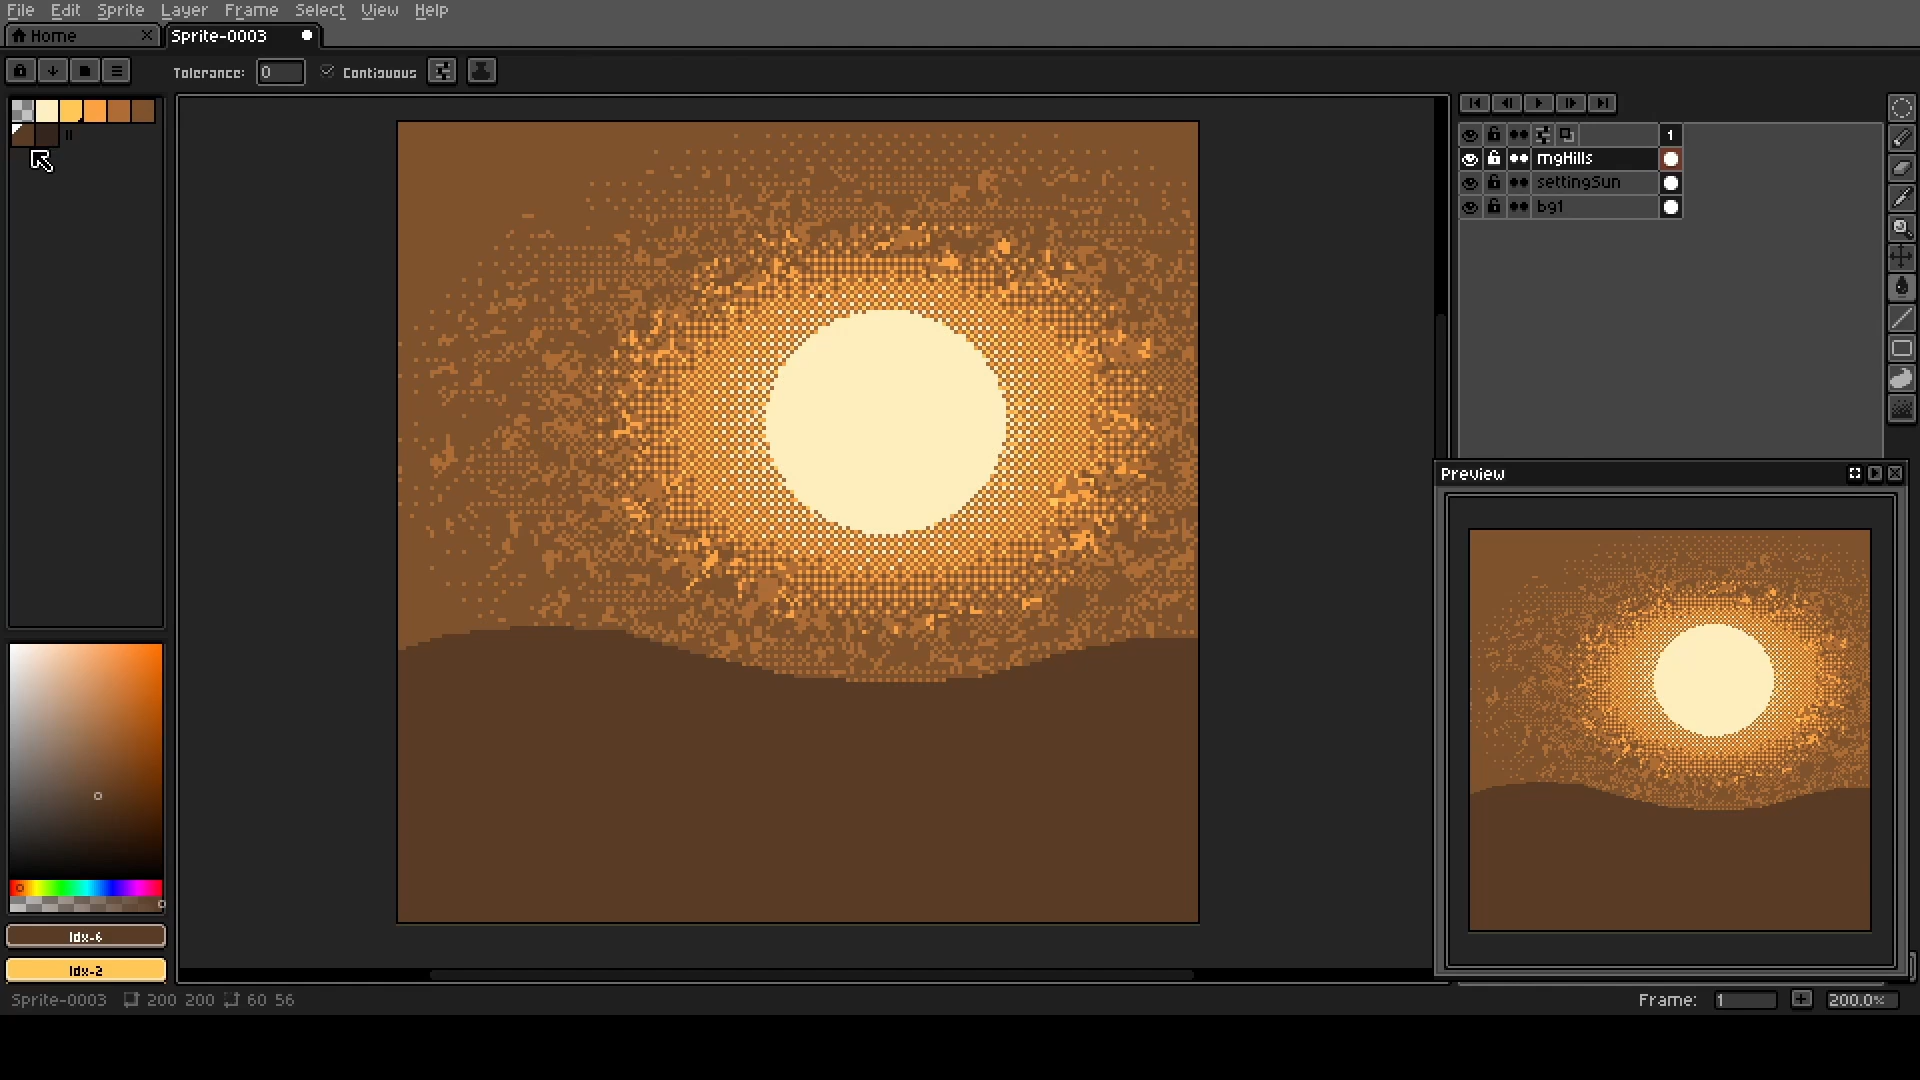 File Edit Sprite Layer Frame Select View Help
Home Sprite-0003
Tolerance: 0 Contiguous
1
mgHills
settingSun
bg1
Preview
Idx-6
Idx-2
Sprite-0003 200 200 60 56 Frame: 1 200.0%